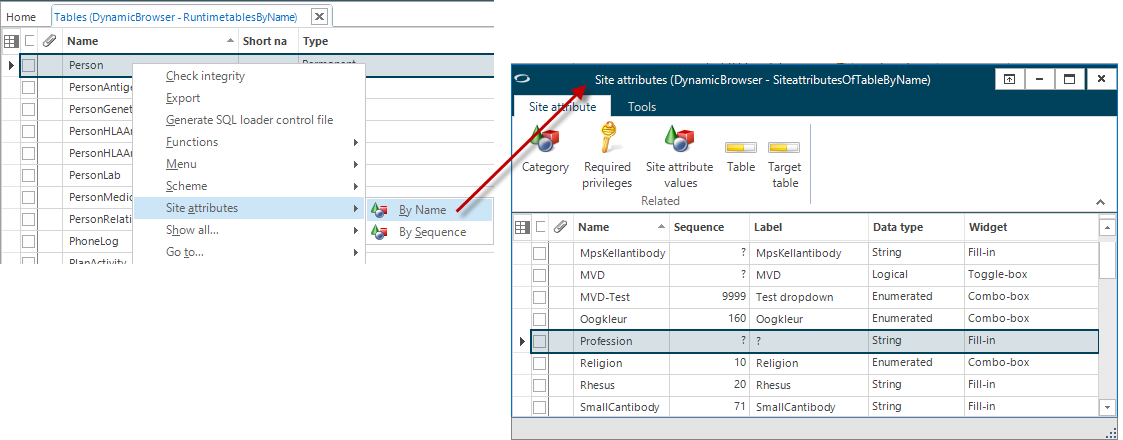 Home Tables (DynamicBrowser - RuntimetablesByName)
Name Short na Type
Person
PersonAntige
PersonGenet
PersonHLAAr
PersonHLAAr
PersonLab
PersonMedic
PersonRelati
PhoneLog
PlanActivity
Check integrity
Export
Generate SQL loader control file
Functions
Menu
Scheme
Site attributes
Show all...
Go to...
By Name
By Sequence
Site attributes (DynamicBrowser - SiteattributesOfTableByName)
Site attribute Tools
Category Required privileges Site attribute values Table Target table
Related
Name Sequence Label Data type Widget
MpsKellantibody ? MpsKellantibody String Fill-in
MVD ? MVD Logical Toggle-box
MVD-Test 9999 Test dropdown Enumerated Combo-box
Oogkleur 160 Oogkleur Enumerated Combo-box
Profession ? ? String Fill-in
Religion 10 Religion Enumerated Combo-box
Rhesus 20 Rhesus String Fill-in
SmallCantibody 71 SmallCantibody String Fill-in